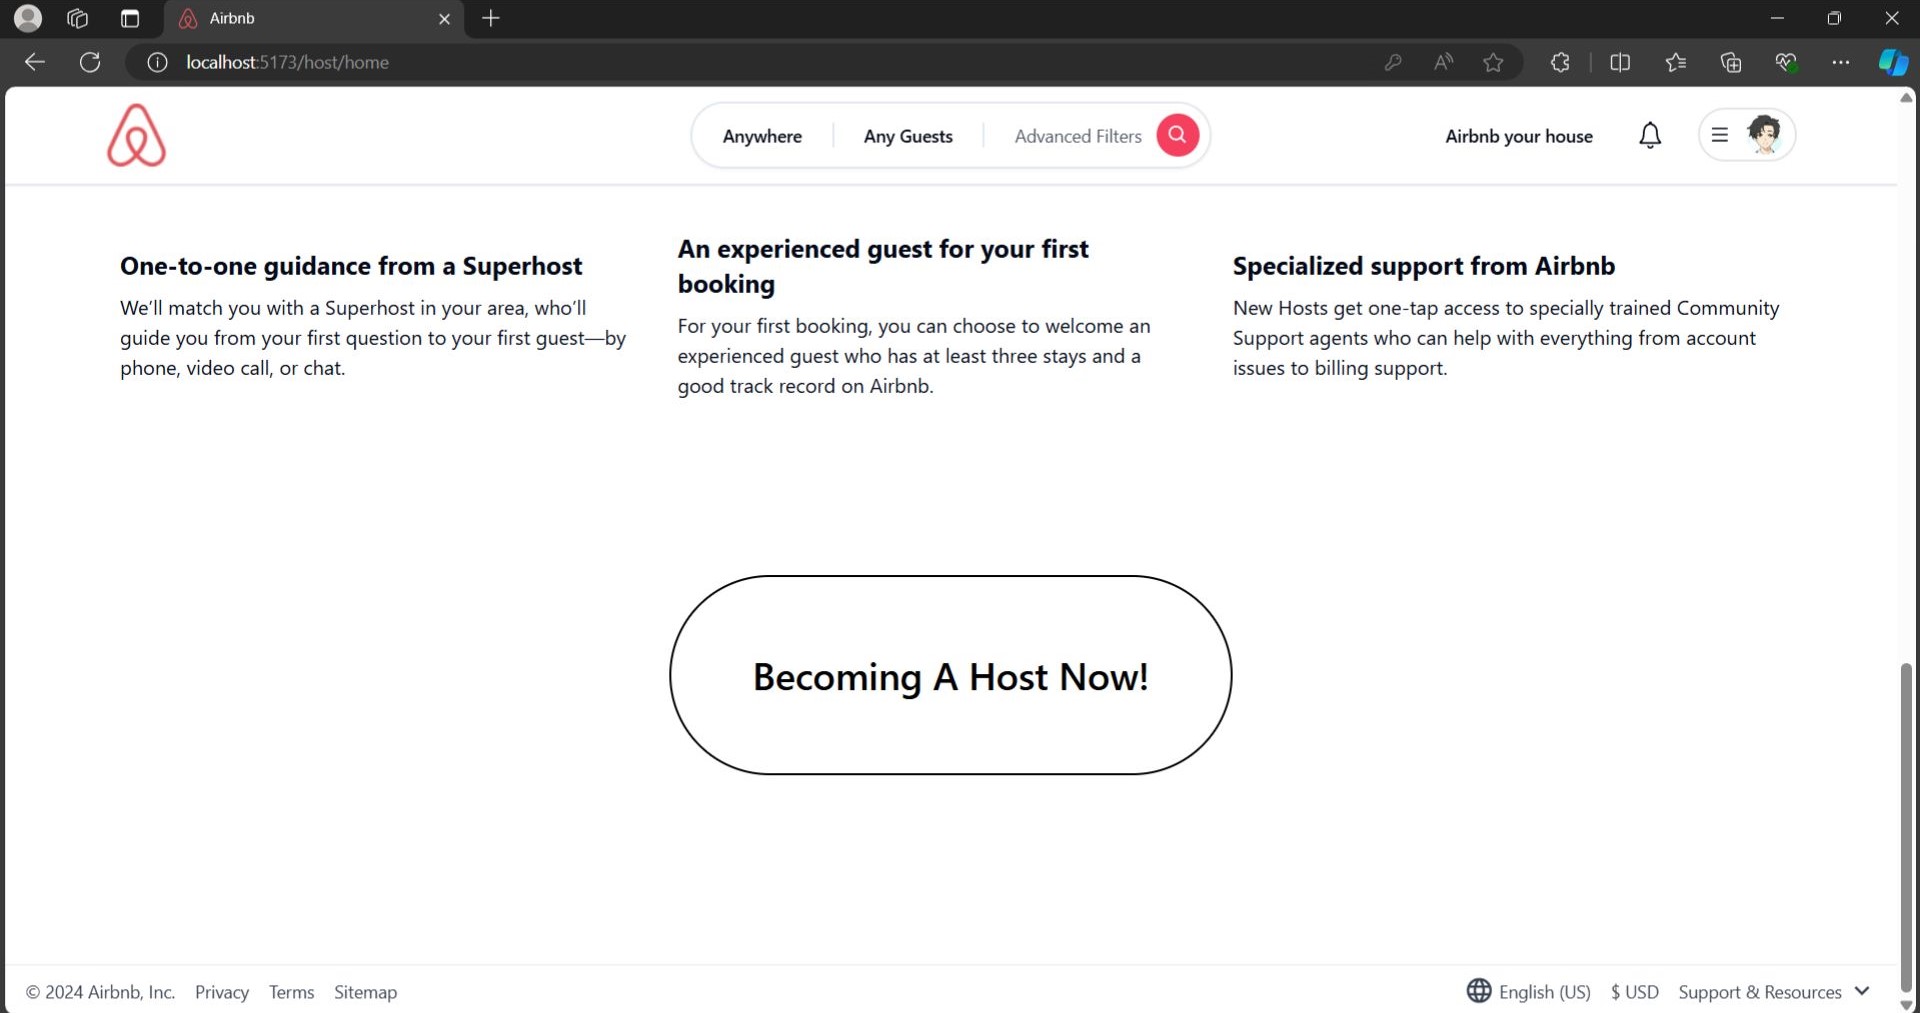 Airbnb
localhost:5173/host/home
Anywhere
Any Guests
Advanced Filters
Airbnb your house
One-to-one guidance from a Superhost
We'll match you with a Superhost in your area, who'll
guide you from your first question to your first guest—by
phone, video call, or chat.
An experienced guest for your first
booking
For your first booking, you can choose to welcome an
experienced guest who has at least three stays and a
good track record on Airbnb.
Specialized support from Airbnb
New Hosts get one-tap access to specially trained Community
Support agents who can help with everything from account
issues to billing support.
Becoming A Host Now!
© 2024 Airbnb, Inc. Privacy Terms Sitemap
English (US) $ USD Support & Resources